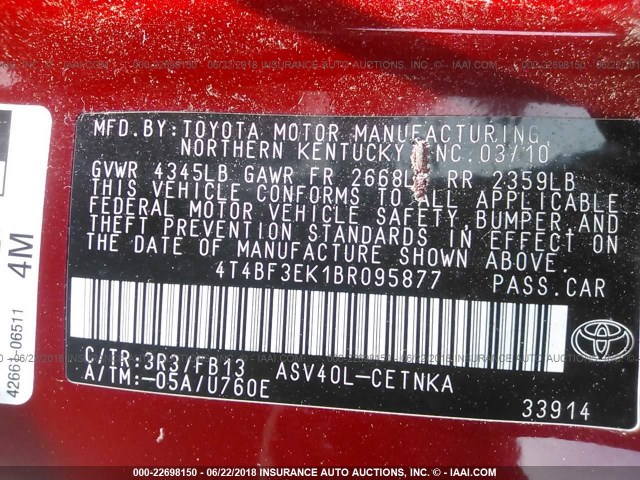 MFD.BY:TOYOTA MOTOR MANUFACTURING
NORTHERN KENTUCKY INC. 03/10
GVWR 4345LB GAWR FR 2668LB RR 2359LB
THIS VEHICLE CONFORMS TO ALL APPLICABLE
FEDERAL MOTOR VEHICLE SAFETY, BUMPER, AND
THEFT PREVENTION STANDARDS IN EFFECT ON
THE DATE OF MANUFACTURE SHOWN ABOVE.
4T4BF3EK1BR095877 PASS.CAR
C/TR:3R3/FB13 ASV40L-CETNKA
A/TM:-05A/U760E
33914
4M
06511
000-22698150 - 06/22/2018 INSURANCE AUTO AUCTIONS - WWW.IAAI.COM